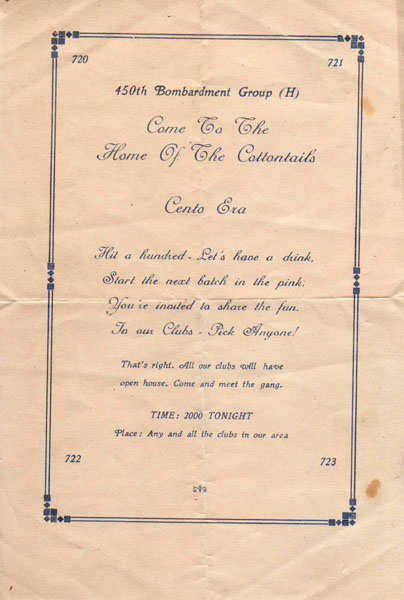 720
721
450th Bombardment Group (H)
Come To The
Home Of The Cottontails
Cento Era
Hit a hundred - Let's have a drink,
Start the next batch in the pink;
You're invited to share the fun.
To our Clubs - Pick Anyone!
That's right. All our clubs will have
open house. Come and meet the gang.
TIME: 2000 TONIGHT
Place: Any and all the clubs in our area
722
723